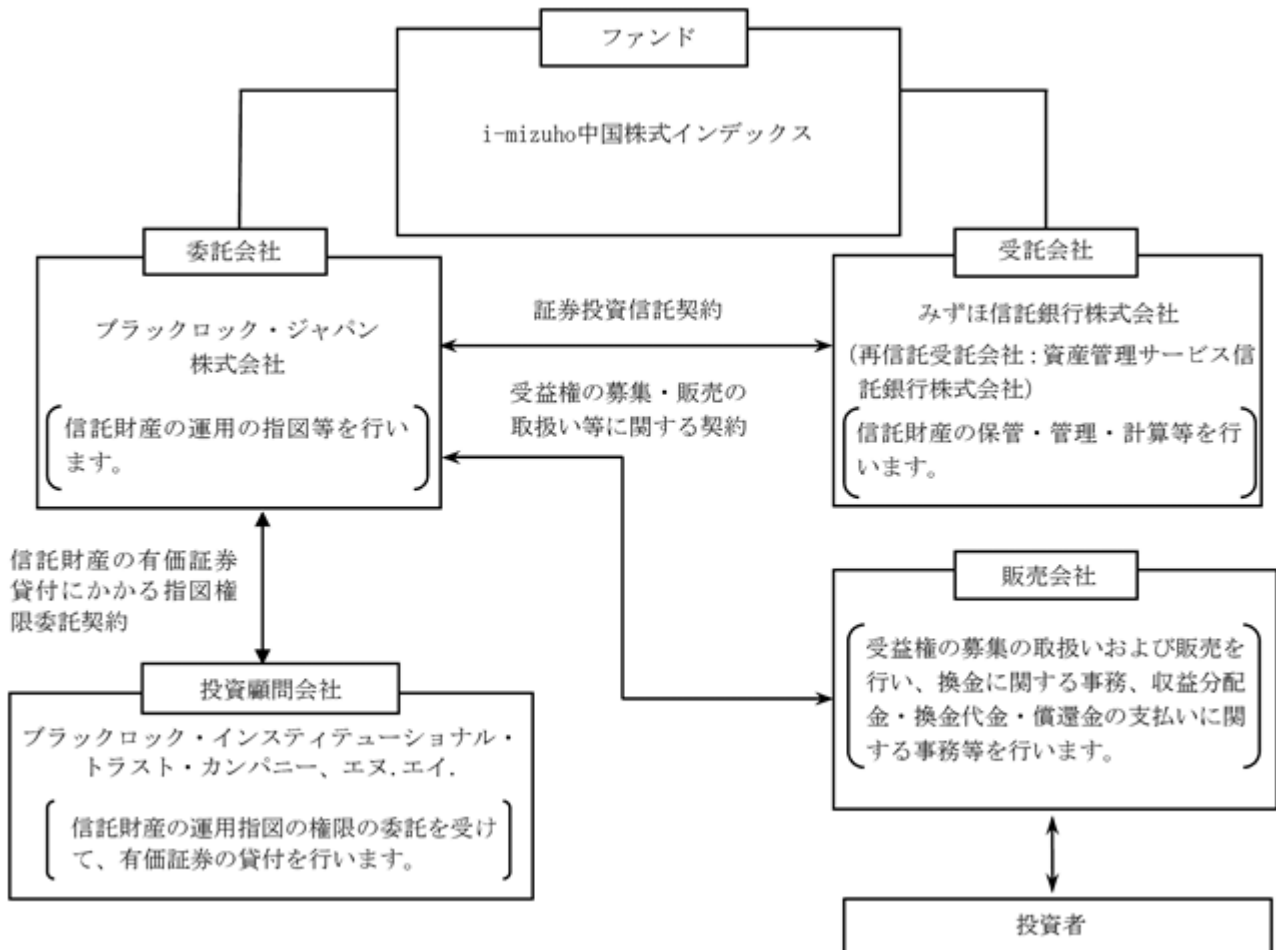 ファンド
i-mizuho中国株式インデックス
委託会社
ブラックロック・ジャパン
株式会社
信託財産の運用の指図等を行い
ます。
証券投資信託契約
受益権の募集・販売の
取扱い等に関する契約
受託会社
みずほ信託銀行株式会社
(再信託受託会社：資産管理サービス信
託銀行株式会社)
信託財産の保管・管理・計算等を行
います。
信託財産の有価証券
貸付にかかる指図権
限委託契約
投資顧問会社
ブラックロック・インスティテューショナル・
トラスト・カンパニー、エヌ.エイ.
信託財産の運用指図の権限の委託を受け
て、有価証券の貸付を行います。
販売会社
受益権の募集の取扱いおよび販売を
行い、換金に関する事務、収益分配
金・換金代金・償還金の支払いに関
する事務等を行います。
投資者